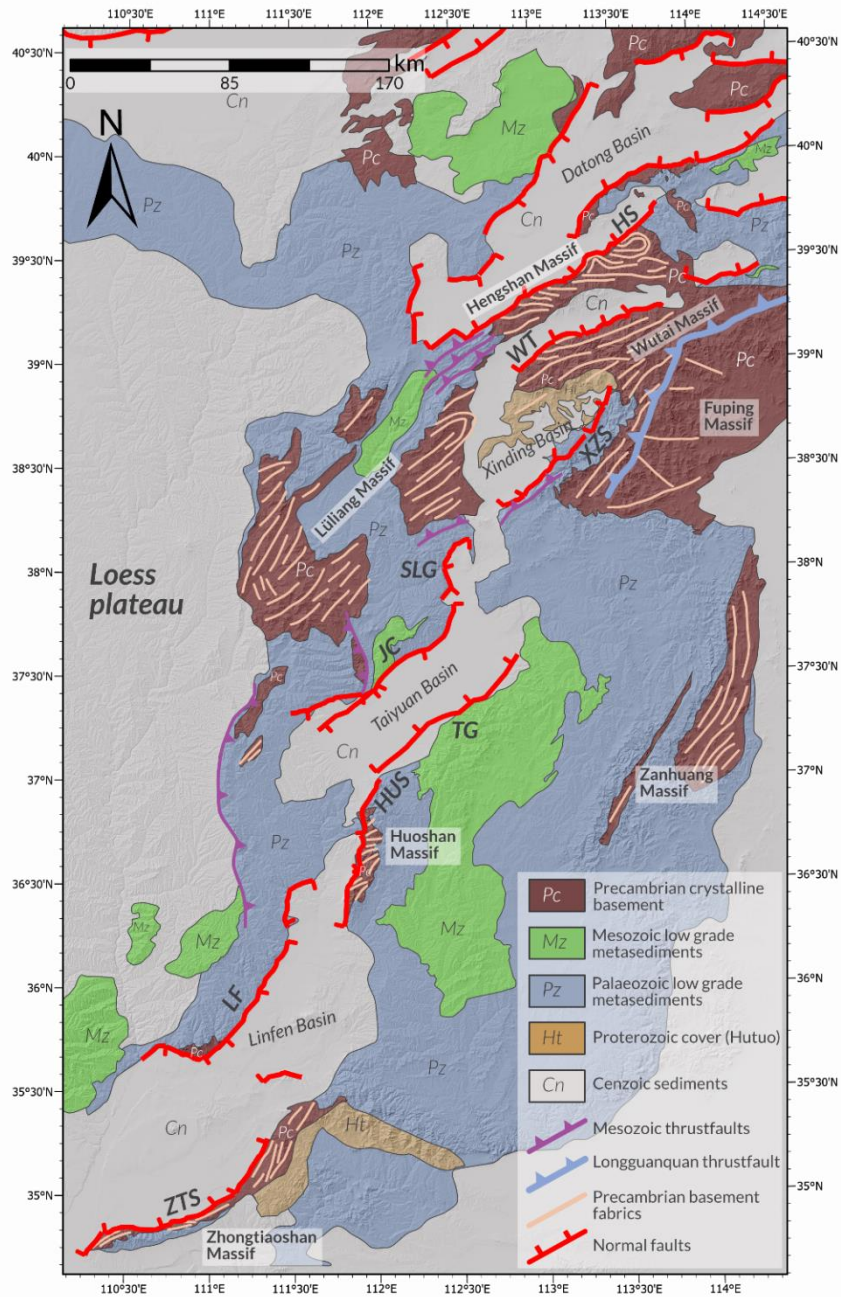 111°E 111°30'E 112°E 112°30'E 113°E 113°30'E 114°E 114°30'E
40°30'N
40°30'N
km
0 85 170
Cn
Pc
Mz
Pc
N
40°N
40°N
Pc
Datong Basin
Mz
Pz
Cn
Pc
HS
Pc
Pz
39°30'N
39°30'N
Pz
Hengshan Massif
Pc
Cn
WT
Wutai Massif
39°N
39°N
Pc
Pc
Ht
Mz
Fuping
Massif
Xinding Basin
XZS
38°30'N
38°30'N
Lüliang Massif
Pz
38°N
38°N
Loess
plateau
Pc
SLG
Pz
JC
37°30'N
37°30'N
Pc
Taiyuan Basin
TG
Cn
37°N
37°N
HUS
Zanhuang
Massif
Pz
Huoshan
Massif
Pc
36°30'N
36°30'N
Mz
Mz
Mz
36°N
36°N
LF
Linfen Basin
Mz
Pc
Pz
35°30'N
35°30'N
Cn
Pc
Ht
35°N
35°N
ZTS
Zhongtiaoshan
Massif
Pc Precambrian crystalline
basement
Mz Mesozoic low grade
metasediments
Pz Palaeozoic low grade
metasediments
Ht Proterozoic cover (Hutuo)
Cn Cenzoic sediments
Mesozoic thrustfaults
Longguanquan thrustfault
Precambrian basement
fabrics
Normal faults
110°30'E 111°E 111°30'E 112°E 112°30'E 113°E 113°30'E 114°E